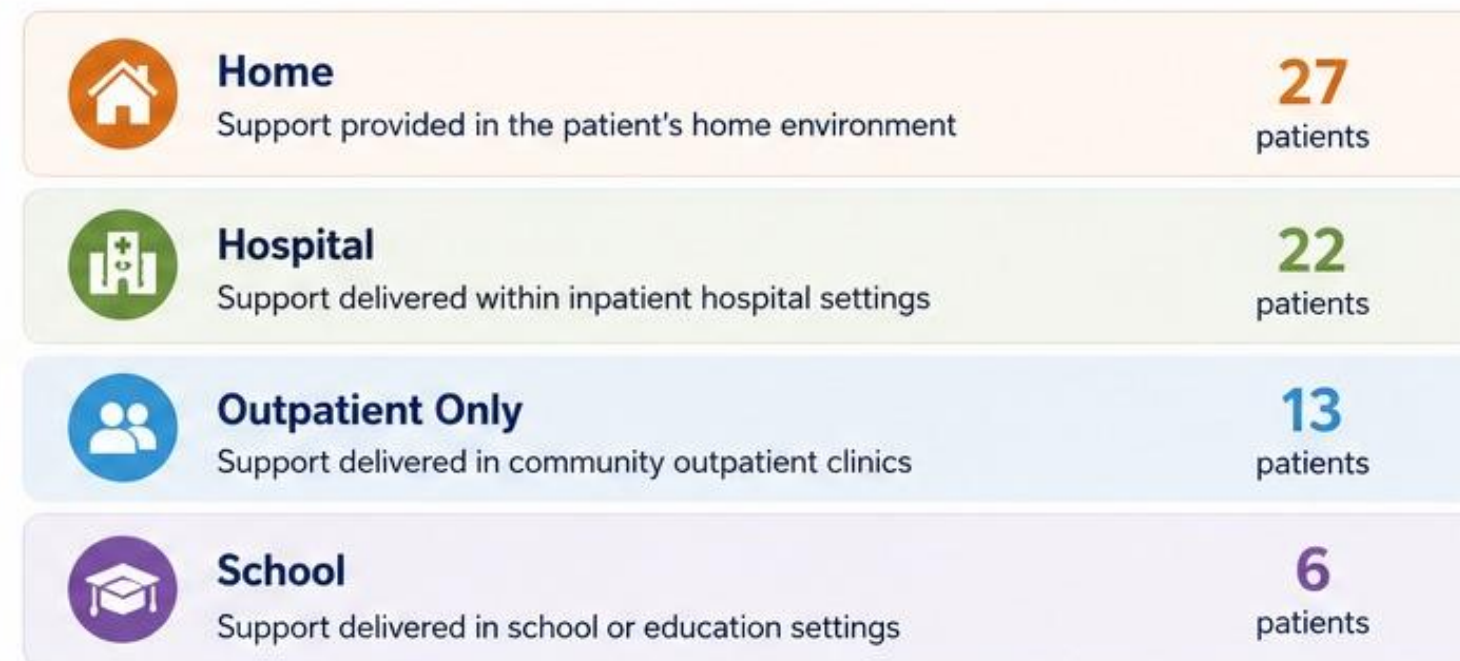 Home
Support provided in the patient's home environment
27
patients
Hospital
Support delivered within inpatient hospital settings
22
patients
Outpatient Only
Support delivered in community outpatient clinics
13
patients
School
Support delivered in school or education settings
6
patients